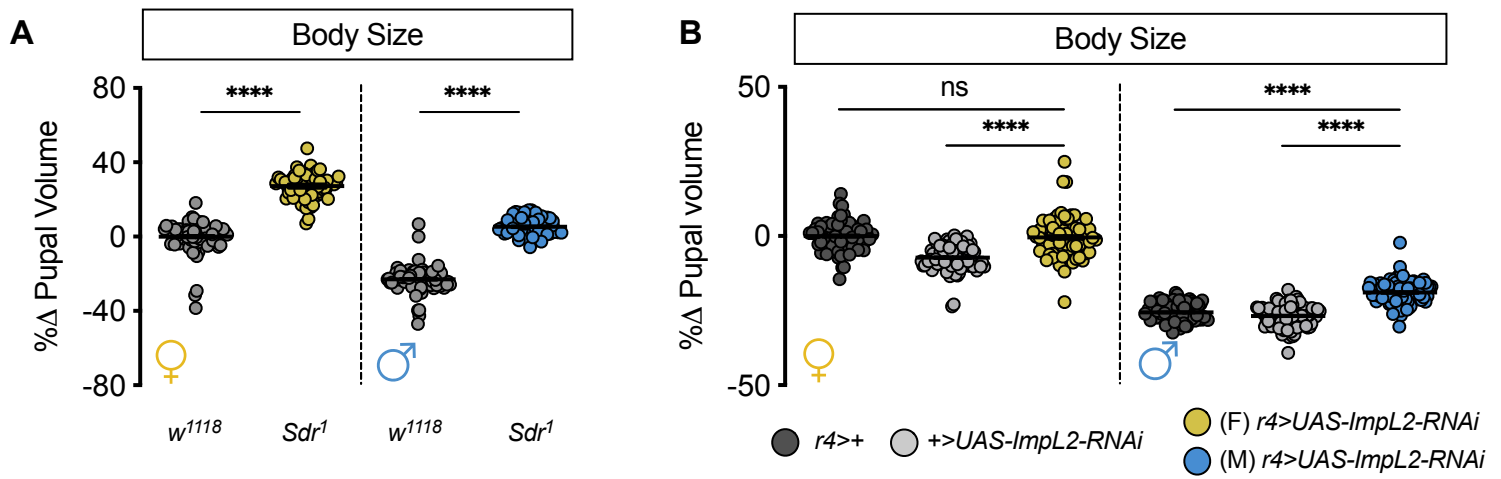 A
Body Size
%Δ Pupal Volume
80
40
0
-40
-80
****
****
♀
♂
w1118
Sdr1
w1118
Sdr1
B
Body Size
%Δ Pupal volume
50
0
-50
ns
****
****
****
♀
♂
r4>+
+>UAS-ImpL2-RNAi
(F) r4>UAS-ImpL2-RNAi
(M) r4>UAS-ImpL2-RNAi